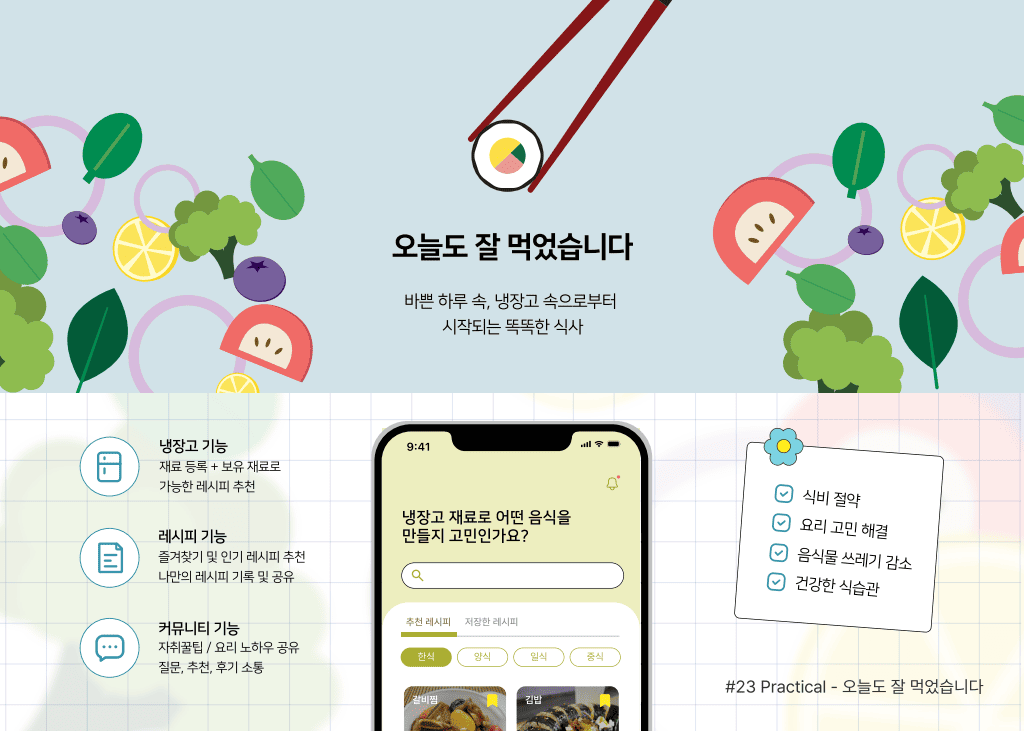 오늘도 잘 먹었습니다
바쁜 하루 속, 냉장고 속으로부터
시작되는 똑똑한 식사
냉장고 기능
재료 등록 + 보유 재료로
가능한 레시피 추천
레시피 기능
즐겨찾기 및 인기 레시피 추천
나만의 레시피 기록 및 공유
커뮤니티 기능
자취꿀팁 / 요리 노하우 공유
질문, 추천, 후기 소통
9:41
냉장고 재료로 어떤 음식을
만들지 고민인가요?
추천 레시피 저장한 레시피
한식 양식 일식 중식
갈비찜 김밥
식비 절약
요리 고민 해결
음식물 쓰레기 감소
건강한 식습관
#23 Practical - 오늘도 잘 먹었습니다